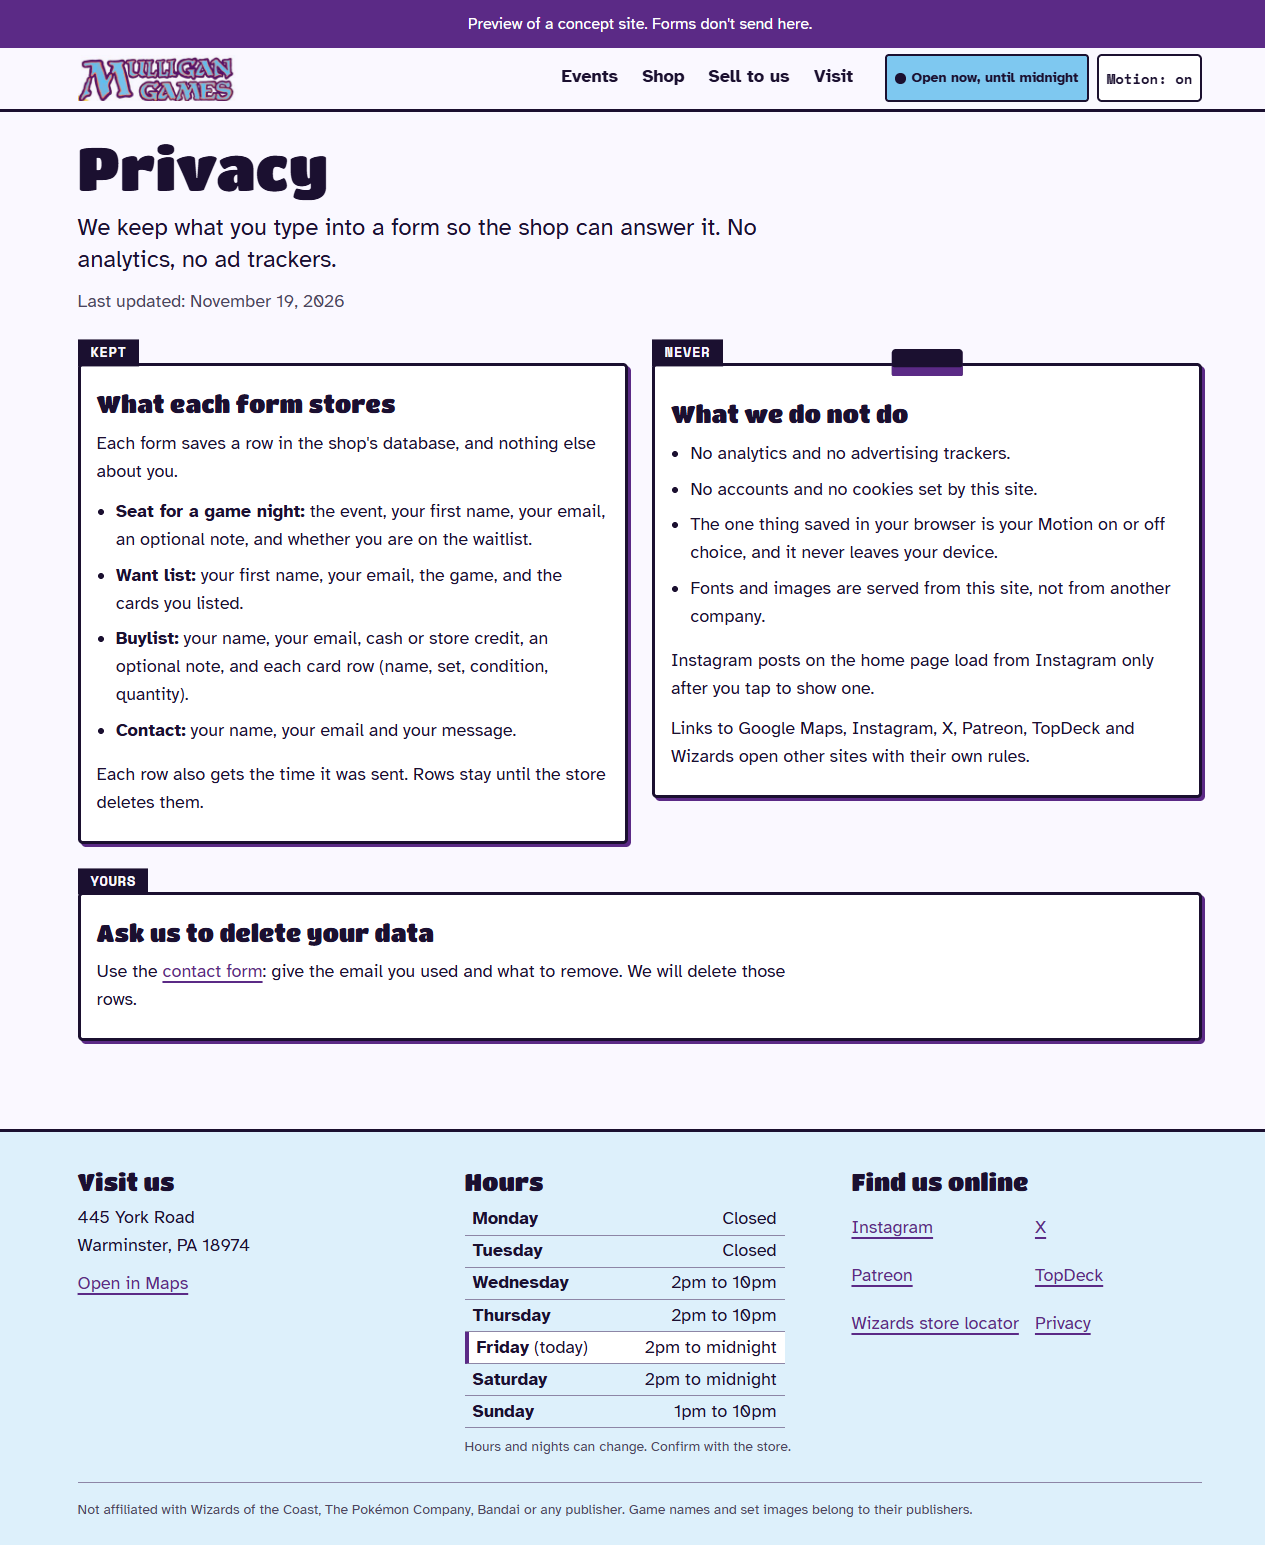 Preview of a concept site. Forms don't send here.
MULLIGAN GAMES
Events Shop Sell to us Visit
Open now, until midnight
Motion: on
Privacy
We keep what you type into a form so the shop can answer it. No
analytics, no ad trackers.
Last updated: November 19, 2026
KEPT
What each form stores
Each form saves a row in the shop's database, and nothing else
about you.
• Seat for a game night: the event, your first name, your email,
an optional note, and whether you are on the waitlist.
• Want list: your first name, your email, the game, and the
cards you listed.
• Buylist: your name, your email, cash or store credit, an
optional note, and each card row (name, set, condition,
quantity).
• Contact: your name, your email and your message.
Each row also gets the time it was sent. Rows stay until the store
deletes them.
NEVER
What we do not do
• No analytics and no advertising trackers.
• No accounts and no cookies set by this site.
• The one thing saved in your browser is your Motion on or off
choice, and it never leaves your device.
• Fonts and images are served from this site, not from another
company.
Instagram posts on the home page load from Instagram only
after you tap to show one.
Links to Google Maps, Instagram, X, Patreon, TopDeck and
Wizards open other sites with their own rules.
YOURS
Ask us to delete your data
Use the contact form: give the email you used and what to remove. We will delete those
rows.
Visit us
445 York Road
Warminster, PA 18974
Open in Maps
Hours
Monday Closed
Tuesday Closed
Wednesday 2pm to 10pm
Thursday 2pm to 10pm
Friday (today) 2pm to midnight
Saturday 2pm to midnight
Sunday 1pm to 10pm
Hours and nights can change. Confirm with the store.
Find us online
Instagram X
Patreon TopDeck
Wizards store locator Privacy
Not affiliated with Wizards of the Coast, The Pokémon Company, Bandai or any publisher. Game names and set images belong to their publishers.